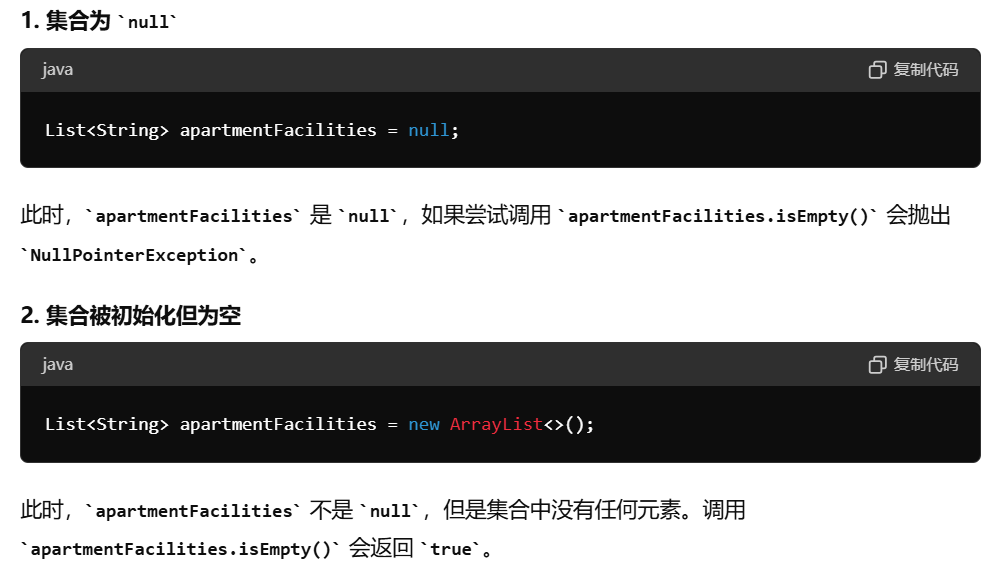 1. 集合为 `null`
java 复制代码
List<String> apartmentFacilities = null;
此时，`apartmentFacilities` 是 `null`，如果尝试调用 `apartmentFacilities.isEmpty()` 会抛出
`NullPointerException`。
2. 集合被初始化但为空
java 复制代码
List<String> apartmentFacilities = new ArrayList<>();
此时，`apartmentFacilities` 不是 `null`，但是集合中没有任何元素。调用
`apartmentFacilities.isEmpty()` 会返回 `true`。